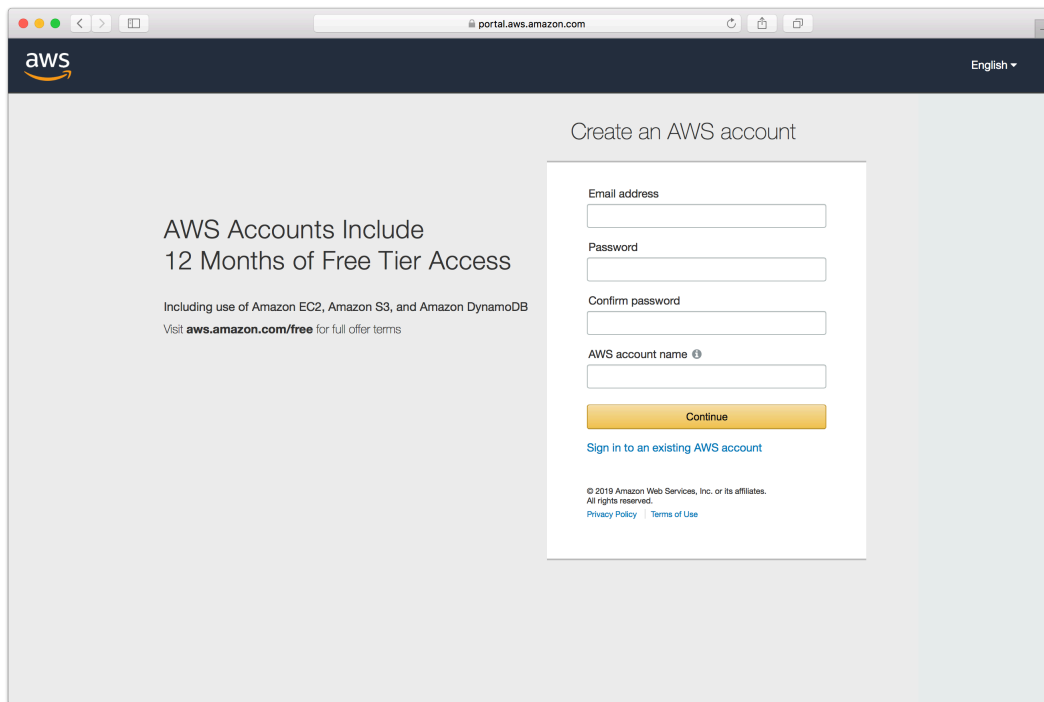 portal.aws.amazon.com
aws
English
Create an AWS account
AWS Accounts Include
12 Months of Free Tier Access
Including use of Amazon EC2, Amazon S3, and Amazon DynamoDB
Visit aws.amazon.com/free for full offer terms
Email address
Password
Confirm password
AWS account name
Continue
Sign in to an existing AWS account
© 2019 Amazon Web Services, Inc. or its affiliates.
All rights reserved.
Privacy Policy | Terms of Use